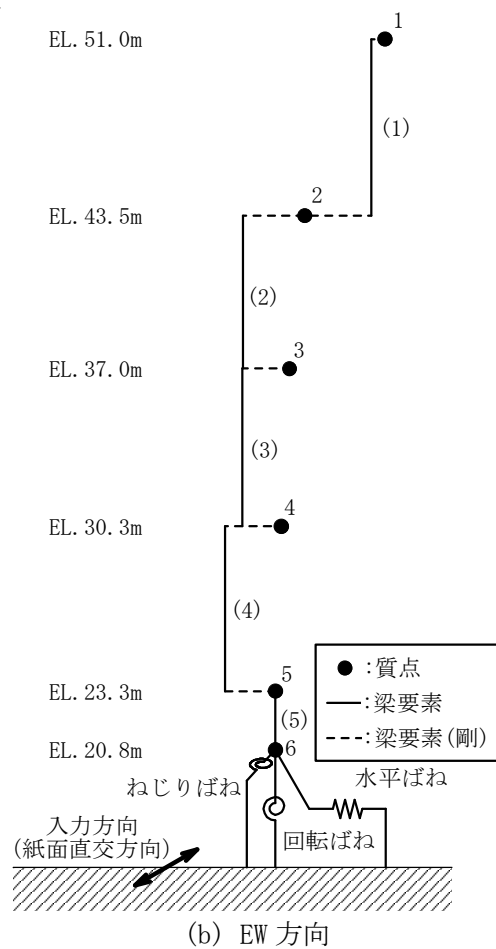 1
EL.51.0m
(1)
2
EL.43.5m
(2)
3
EL.37.0m
(3)
4
EL.30.3m
(4)
●:質点
梁要素
:梁要素(剛)
5
EL.23.3m
(5)
EL.20.8m
6
ねじりばね
水平ばね
入力方向
(紙面直交方向)
回転ばね
(b) EW 方向